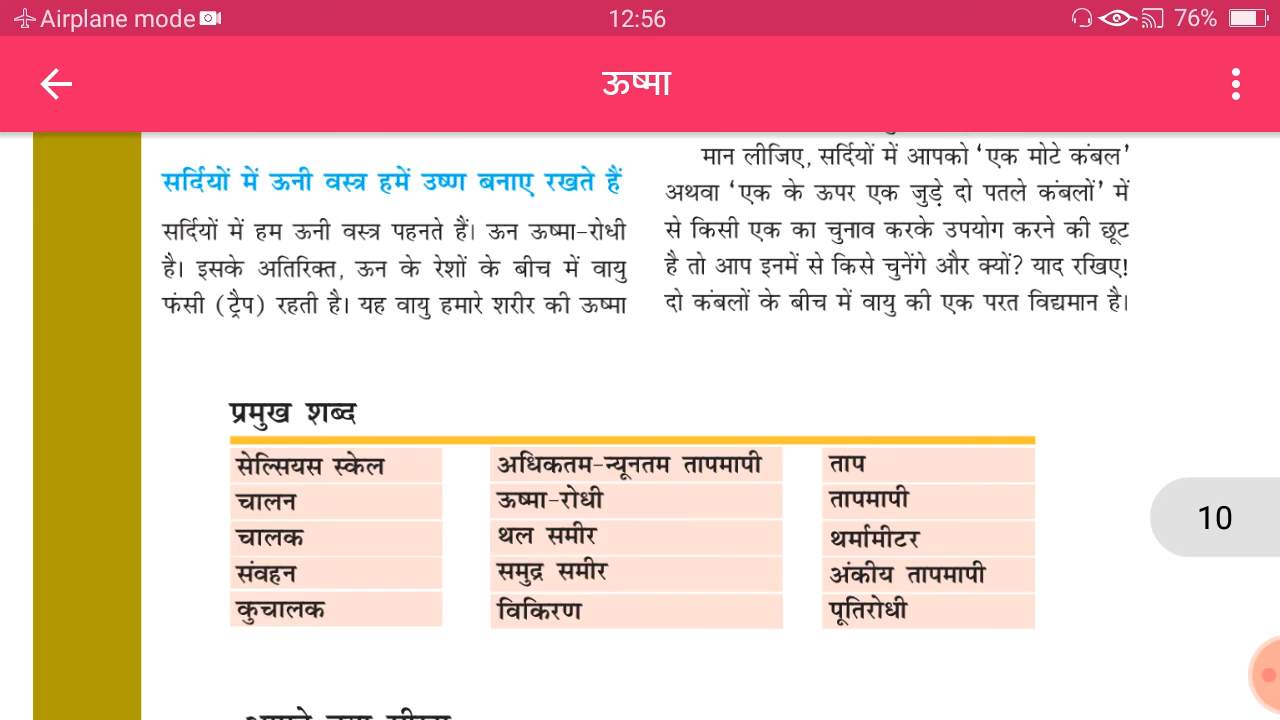 Airplane mode 12:56 76%
ऊष्मा
सर्दियों में ऊनी वस्त्र हमें उष्ण बनाए रखते हैं
सर्दियों में हम ऊनी वस्त्र पहनते हैं। ऊन ऊष्मा-रोधी
है। इसके अतिरिक्त, ऊन के रेशों के बीच में वायु
फंसी (ट्रैप) रहती है। यह वायु हमारे शरीर की ऊष्मा
मान लीजिए, सर्दियों में आपको ‘एक मोटे कंबल’
अथवा ‘एक के ऊपर एक जुड़े दो पतले कंबलों’ में
से किसी एक का चुनाव करके उपयोग करने की छूट
है तो आप इनमें से किसे चुनेंगे और क्यों? याद रखिए!
दो कंबलों के बीच में वायु की एक परत विद्यमान है।
प्रमुख शब्द
सेल्सियस स्केल
चालन
चालक
संवहन
कुचालक
अधिकतम-न्यूनतम तापमापी
ऊष्मा-रोधी
थल समीर
समुद्र समीर
विकिरण
ताप
तापमापी
थर्मामीटर
अंकीय तापमापी
पूतिरोधी
10